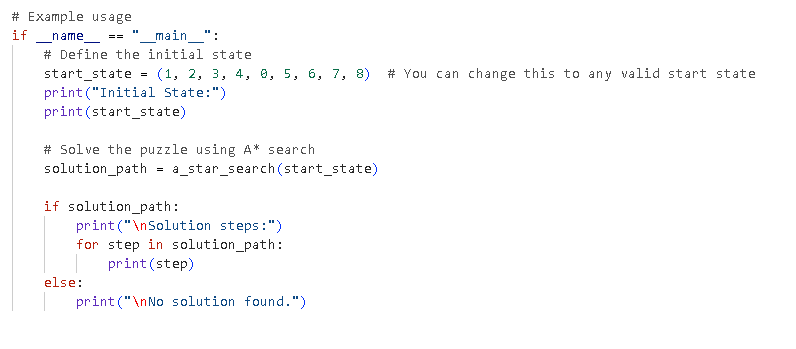 # Example usage
if __name__ == "__main__":
    # Define the initial state
    start_state = (1, 2, 3, 4, 0, 5, 6, 7, 8)  # You can change this to any valid start state
    print("Initial State:")
    print(start_state)

    # Solve the puzzle using A* search
    solution_path = a_star_search(start_state)

    if solution_path:
        print("\nSolution steps:")
        for step in solution_path:
            print(step)
    else:
        print("\nNo solution found.")